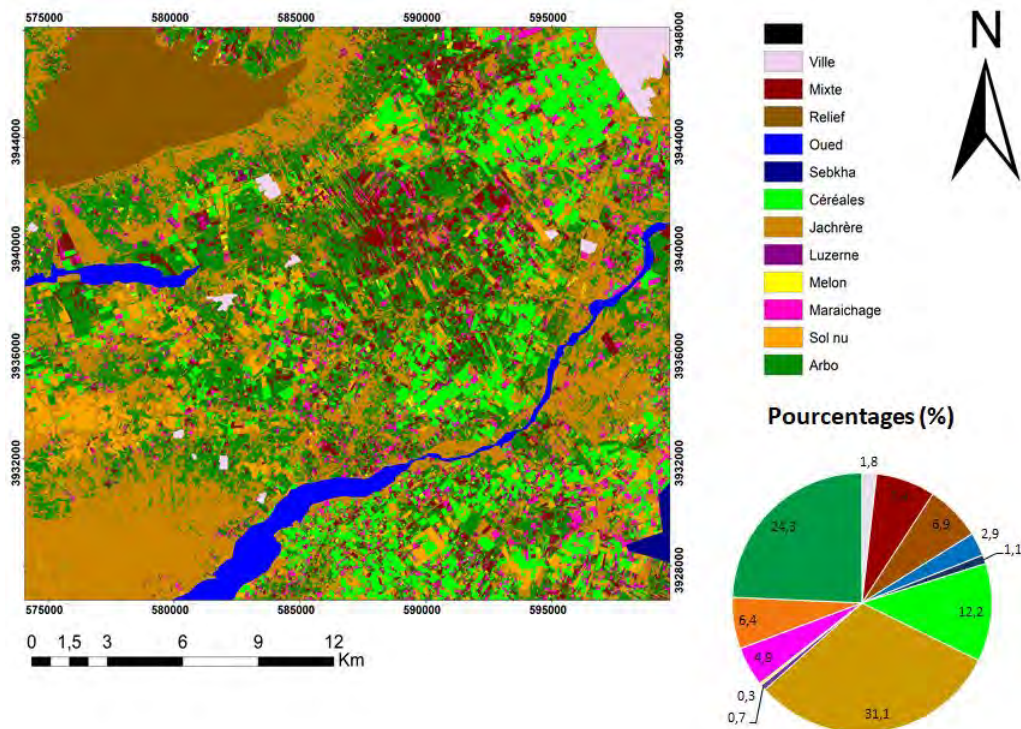 575000 580000 585000 590000 595000
3948000 3948000
3944000 3944000
3940000 3940000
3936000 3936000
3932000 3932000
3928000 3928000
575000 580000 585000 590000 595000
0 1,5 3 6 9 12
Km
N
Ville
Mixte
Relief
Oued
Sebkha
Céréales
Jachrère
Luzerne
Melon
Maraichage
Sol nu
Arbo
Pourcentages (%)
1,8
6,9
2,9
1,1
12,2
31,1
0,7
0,3
4,9
6,4
24,3